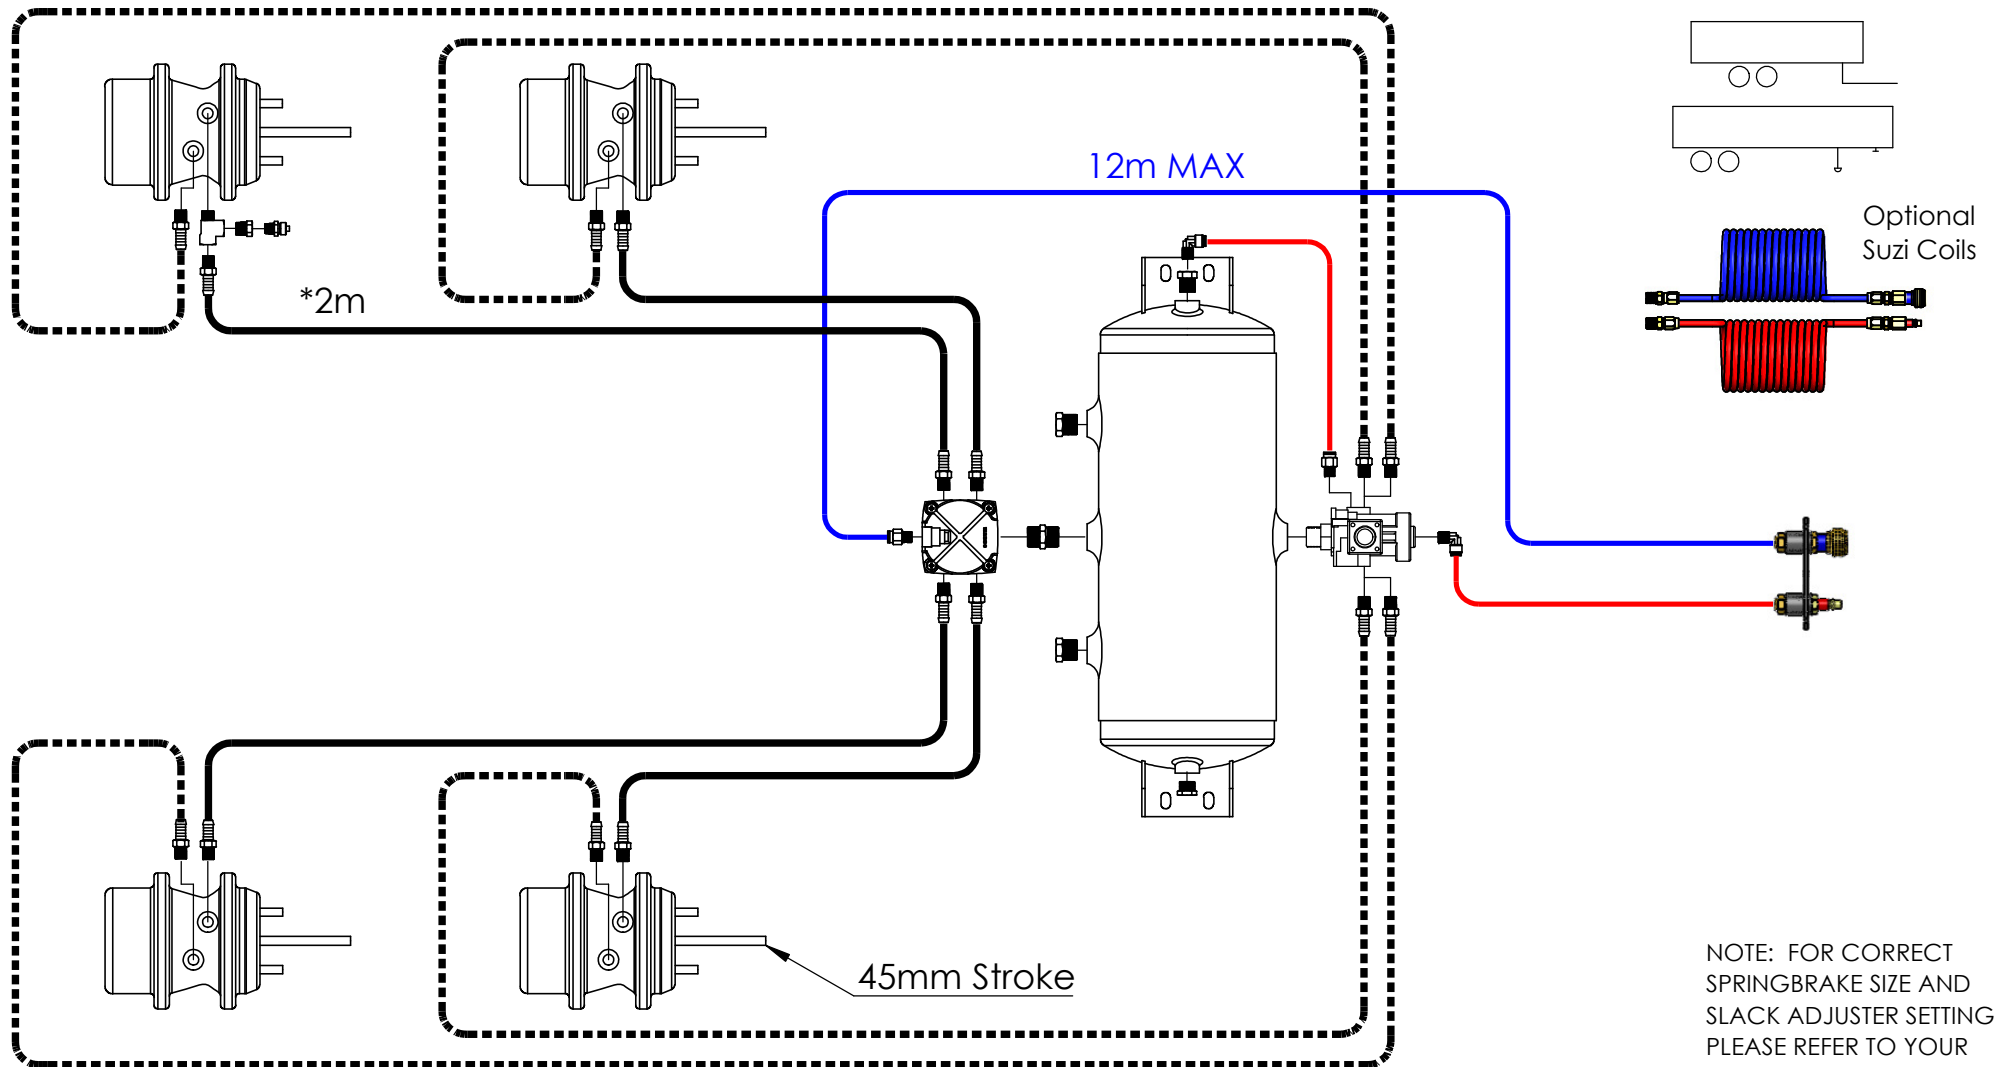 12m MAX
Optional
Suzi Coils
*2m
45mm Stroke
NOTE: FOR CORRECT
SPRINGBRAKE SIZE AND
SLACK ADJUSTER SETTING
PLEASE REFER TO YOUR